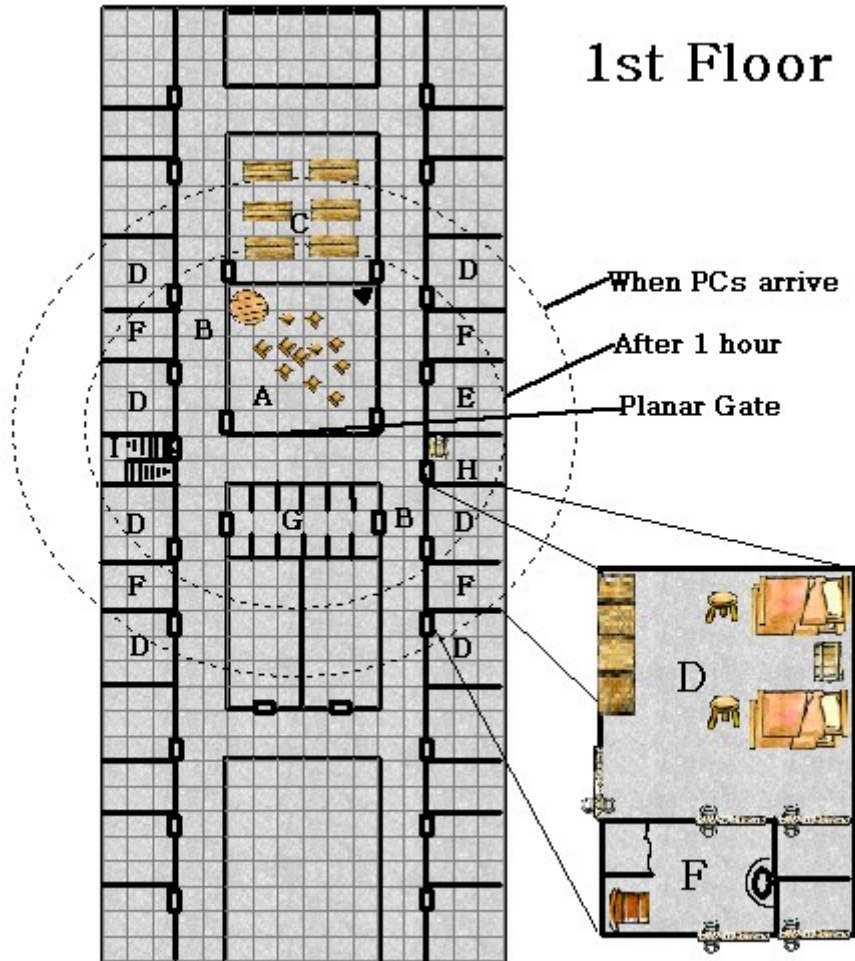 1st Floor
C
D
D
When PCs arrive
B
F
F
After 1 hour
A
D
E
Planar Gate
I
H
D
G
B
D
F
F
D
D
D
F